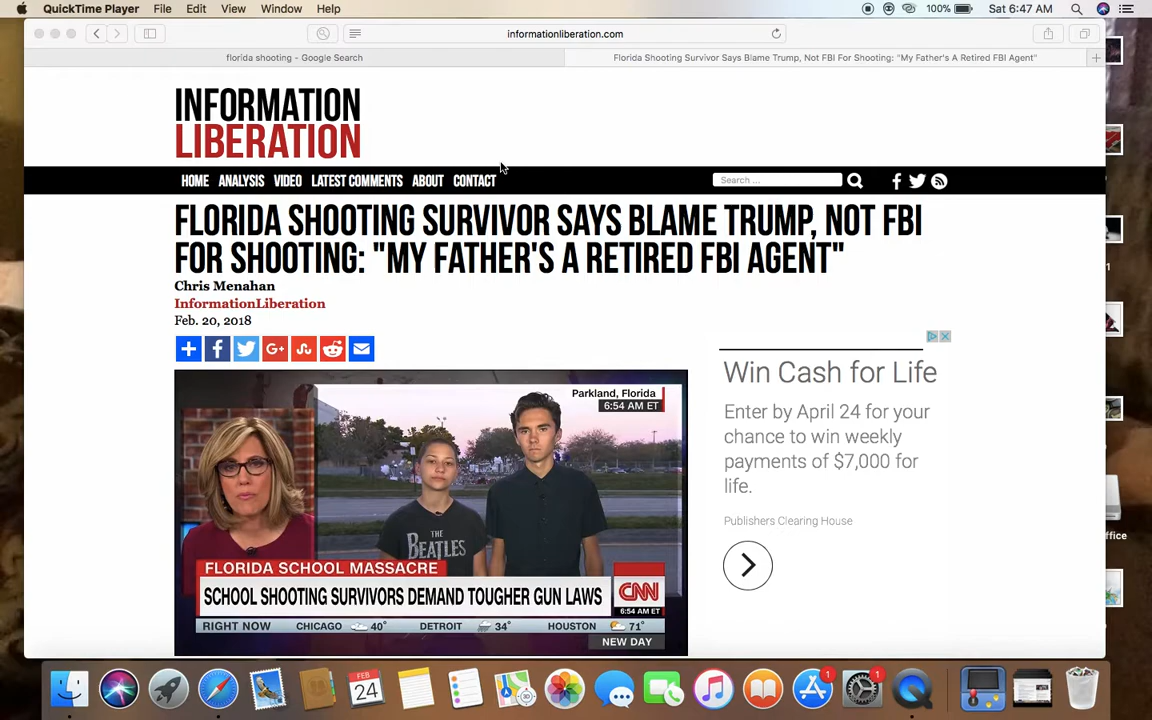 QuickTime Player File Edit View Window Help 100% Sat 6:47 AM
informationliberation.com
florida shooting - Google Search
Florida Shooting Survivor Says Blame Trump, Not FBI For Shooting: "My Father's A Retired FBI Agent"
INFORMATION
LIBERATION
HOME ANALYSIS VIDEO LATEST COMMENTS ABOUT CONTACT Search ...
FLORIDA SHOOTING SURVIVOR SAYS BLAME TRUMP, NOT FBI
FOR SHOOTING: "MY FATHER'S A RETIRED FBI AGENT"
Chris Menahan
InformationLiberation
Feb. 20, 2018
Parkland, Florida
6:54 AM ET
THE
BEATLES
FLORIDA SCHOOL MASSACRE
SCHOOL SHOOTING SURVIVORS DEMAND TOUGHER GUN LAWS
CNN
6:54 AM ET
RIGHT NOW CHICAGO 40° DETROIT 34° HOUSTON 71°
NEW DAY
Win Cash for Life
Enter by April 24 for your
chance to win weekly
payments of $7,000 for
life.
Publishers Clearing House
1
ffice
FEB
24
1
1